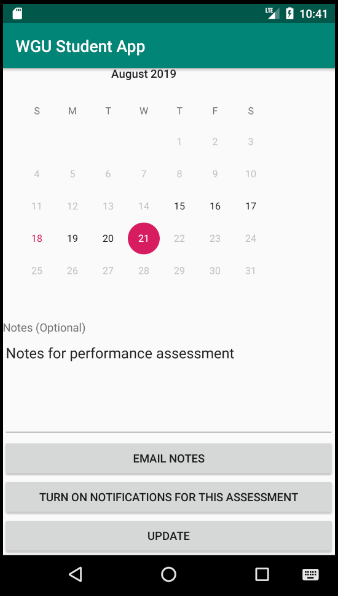 LTE 10:41
WGU Student App
August 2019
S M T W T F S
1 2 3
4 5 6 7 8 9 10
11 12 13 14 15 16 17
18 19 20 21 22 23 24
25 26 27 28 29 30 31
Notes (Optional)
Notes for performance assessment
EMAIL NOTES
TURN ON NOTIFICATIONS FOR THIS ASSESSMENT
UPDATE